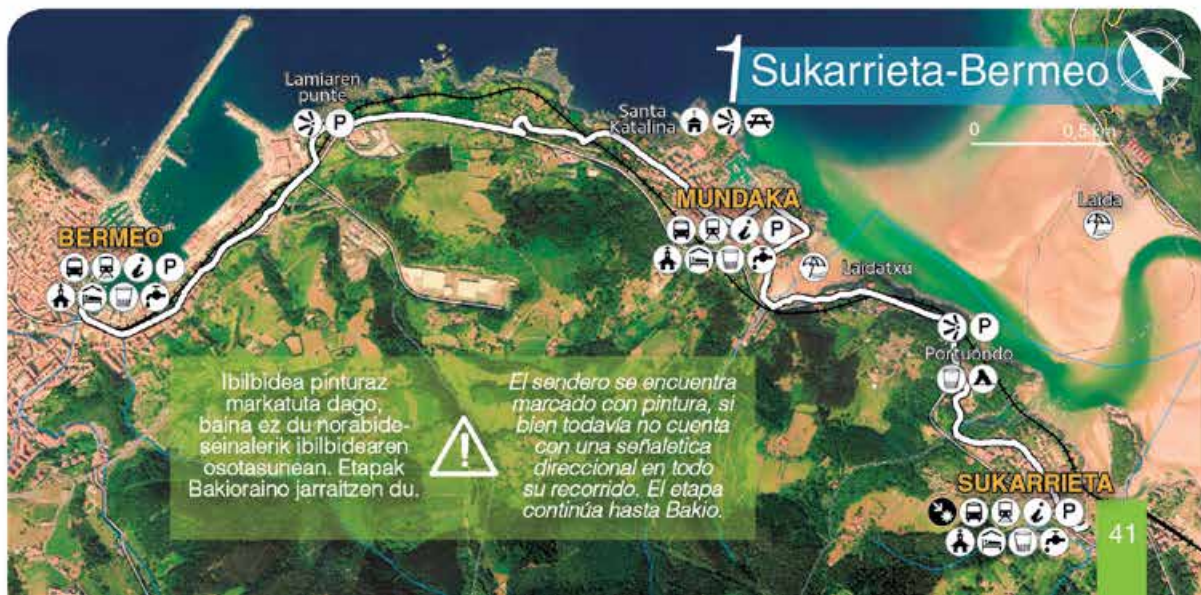 1 Sukarrieta-Bermeo
0 0,5 km
Lamiaren
punte
P
Santa
Katalina
MUNDAKA
i P
Laida
BERMEO
i P
Laidatxu
P
Portuondo
Ibilbidea pinturaz
markatuta dago,
baina ez du norabide-
seinalerik ibilbidearen
osotasunean. Etapak
Bakioraino jarraitzen du.
El sendero se encuentra
marcado con pintura, si
bien todavía no cuenta
con una señaletica
direccional en todo
su recorrido. El etapa
continúa hasta Bakio.
SUKARRIETA
i P
41